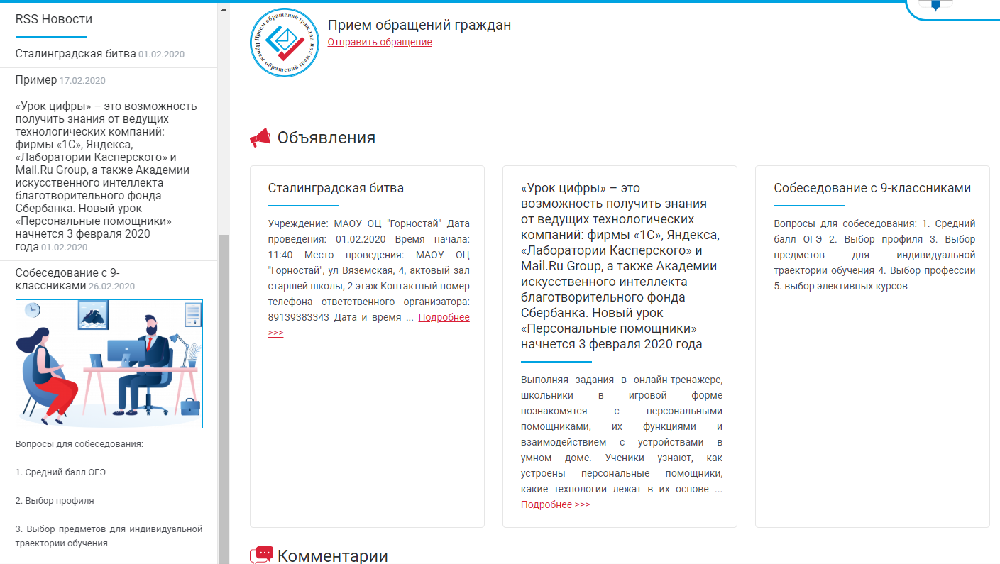 RSS Новости
Сталинградская битва 01.02.2020
Пример 17.02.2020
«Урок цифры» – это возможность
получить знания от ведущих
технологических компаний:
фирмы «1С», Яндекса,
«Лаборатории Касперского» и
Mail.Ru Group, а также Академии
искусственного интеллекта
благотворительного фонда
Сбербанка. Новый урок
«Персональные помощники»
начнется 3 февраля 2020
года 01.02.2020
Собеседование с 9-
классниками 26.02.2020
Вопросы для собеседования:
1. Средний балл ОГЭ
2. Выбор профиля
3. Выбор предметов для индивидуальной
траектории обучения
Прием обращений граждан
Прием обращений граждан
Прием обращений граждан
Отправить обращение
Объявления
Сталинградская битва
Учреждение: МАОУ ОЦ "Горностай" Дата
проведения: 01.02.2020 Время начала:
11:40 Место проведения: МАОУ ОЦ
"Горностай", ул Вяземская, 4, актовый зал
старшей школы, 2 этаж Контактный номер
телефона ответственного организатора:
89139383343 Дата и время ... Подробнее
>>>
«Урок цифры» – это
возможность получить знания
от ведущих технологических
компаний: фирмы «1С», Яндекса,
«Лаборатории Касперского» и
Mail.Ru Group, а также Академии
искусственного интеллекта
благотворительного фонда
Сбербанка. Новый урок
«Персональные помощники»
начнется 3 февраля 2020 года
Выполняя задания в онлайн-тренажере,
школьники в игровой форме
познакомятся с персональными
помощниками, их функциями и
взаимодействием с устройствами в
умном доме. Ученики узнают, как
устроены персональные помощники,
какие технологии лежат в их основе ...
Подробнее >>>
Собеседование с 9-классниками
Вопросы для собеседования: 1. Средний
балл ОГЭ 2. Выбор профиля 3. Выбор
предметов для индивидуальной
траектории обучения 4. Выбор профессии
5. выбор элективных курсов
Комментарии